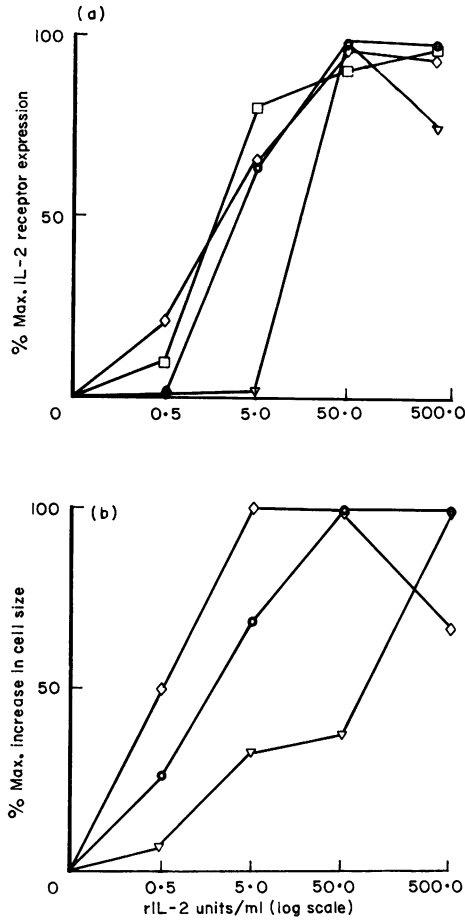 (a)
100
50
0
% Max. IL-2 receptor expression
0·5 5·0 50·0 500·0
(b)
100
50
0
% Max. increase in cell size
0·5 5·0 50·0 500·0
rIL-2 units/ml (log scale)